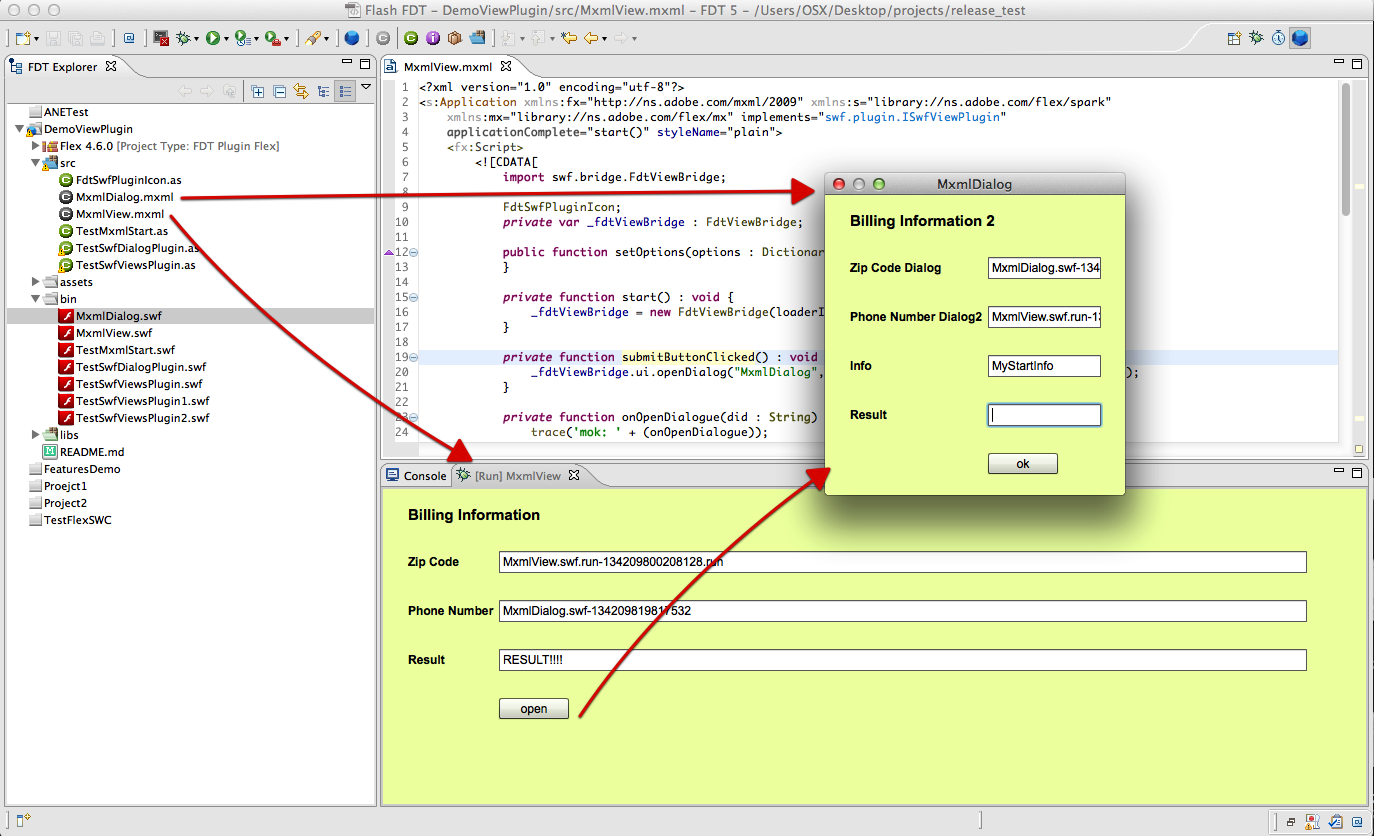 Flash FDT – DemoViewPlugin/src/MxmlView.mxml – FDT 5 – /Users/OSX/Desktop/projects/release_test
FDT Explorer
ANETest
DemoViewPlugin
Flex 4.6.0 [Project Type: FDT Plugin Flex]
src
FdtSwfPluginIcon.as
MxmlDialog.mxml
MxmlView.mxml
TestMxmlStart.as
TestSwfDialogPlugin.as
TestSwfViewsPlugin.as
assets
bin
MxmlDialog.swf
MxmlView.swf
TestMxmlStart.swf
TestSwfDialogPlugin.swf
TestSwfViewsPlugin.swf
TestSwfViewsPlugin1.swf
TestSwfViewsPlugin2.swf
libs
README.md
FeaturesDemo
Proejct1
Project2
TestFlexSWC
MxmlView.mxml
1 <?xml version="1.0" encoding="utf-8"?>
2 <s:Application xmlns:fx="http://ns.adobe.com/mxml/2009" xmlns:s="library://ns.adobe.com/flex/spark"
3 xmlns:mx="library://ns.adobe.com/flex/mx" implements="swf.plugin.ISwfViewPlugin"
4 applicationComplete="start()" styleName="plain">
5 <fx:Script>
6 <![CDATA[
7 import swf.bridge.FdtViewBridge;
8
9 FdtSwfPluginIcon;
10 private var _fdtViewBridge : FdtViewBridge;
11
12 public function setOptions(options : Dictionar
13 }
14
15 private function start() : void {
16 _fdtViewBridge = new FdtViewBridge(loaderI
17 }
18
19 private function submitButtonClicked() : void
20 _fdtViewBridge.ui.openDialog("MxmlDialog", );
21 }
22
23 private function onOpenDialogue(did : String)
24 trace('mok: ' + (onOpenDialogue));
MxmlDialog
Billing Information 2
Zip Code Dialog MxmlDialog.swf-134
Phone Number Dialog2 MxmlView.swf.run-13
Info MyStartInfo
Result
ok
Console [Run] MxmlView
Billing Information
Zip Code MxmlView.swf.run-134209800208128.run
Phone Number MxmlDialog.swf-134209819817532
Result RESULT!!!!
open